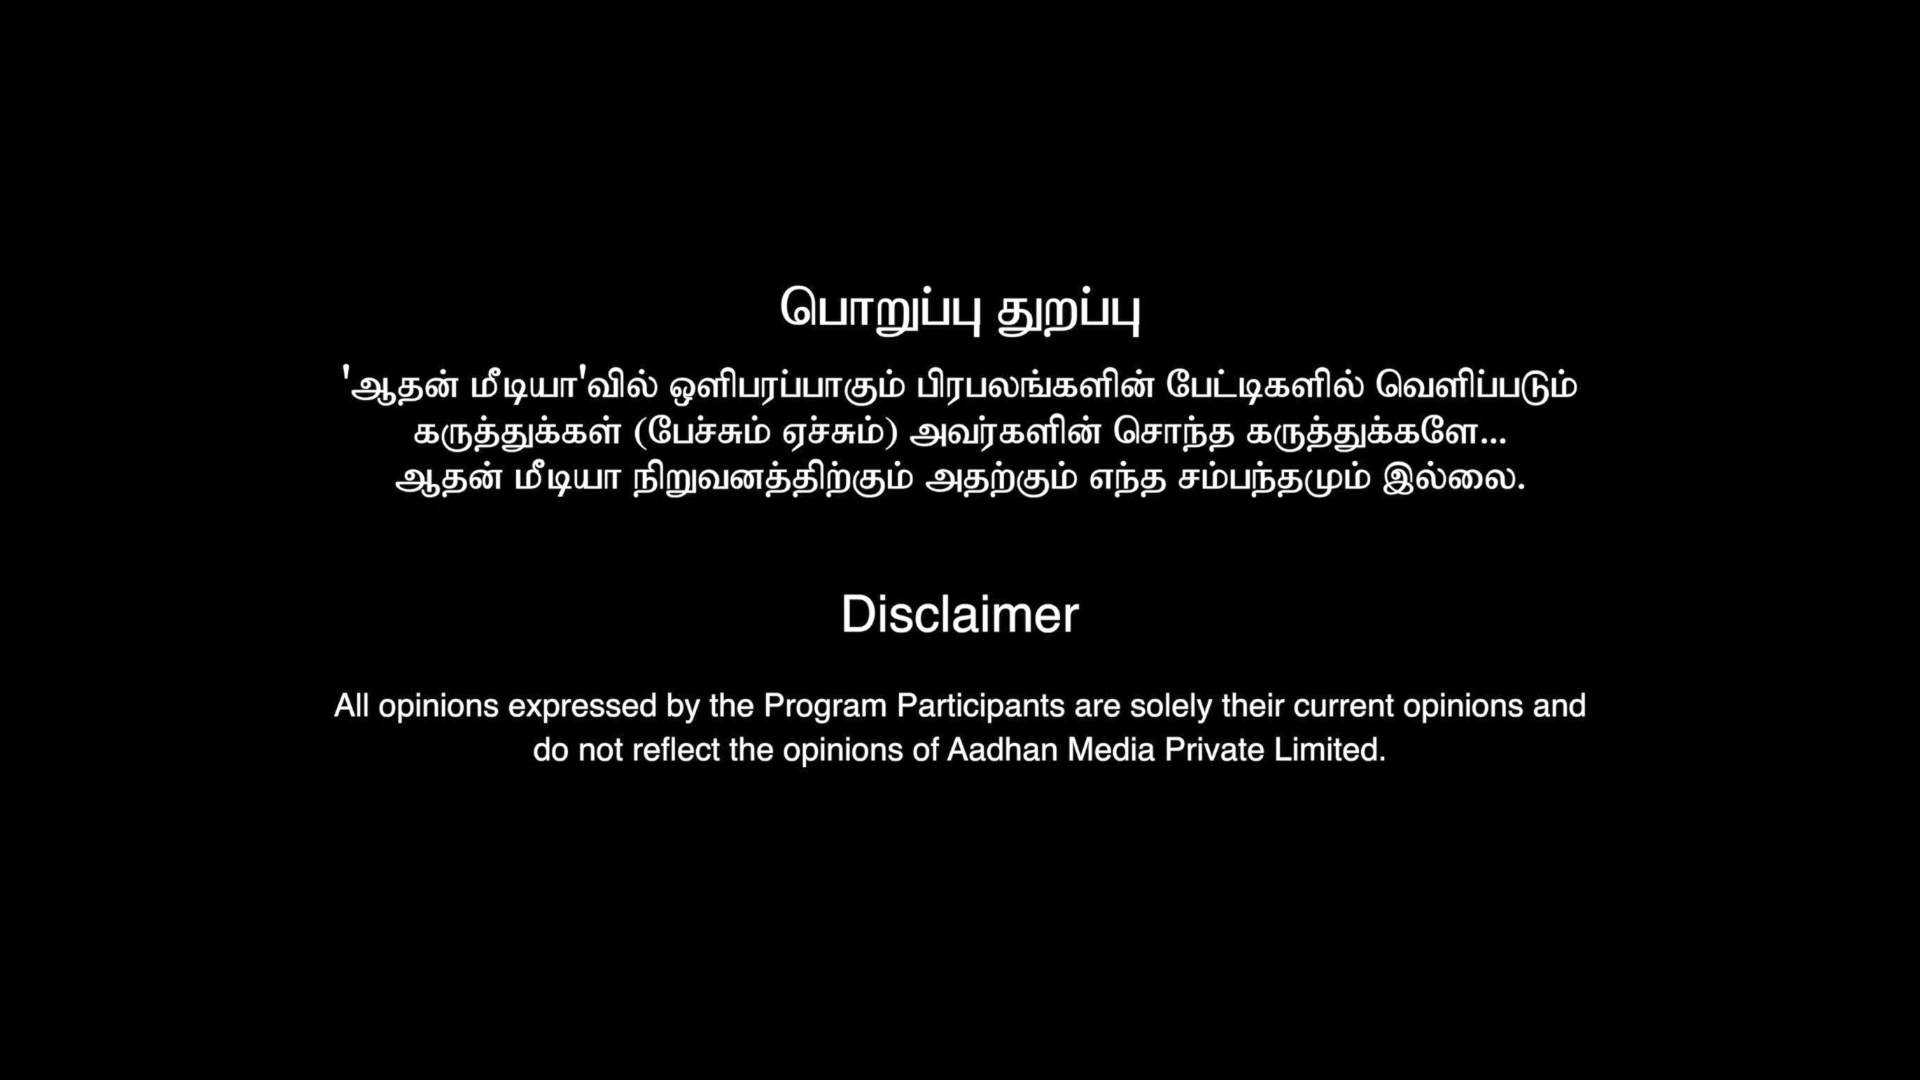 பொறுப்பு துறப்பு
'ஆதன் மீடியா'வில் ஒளிபரப்பாகும் பிரபலங்களின் பேட்டிகளில் வெளிப்படும்
கருத்துக்கள் (பேச்சும் ஏச்சும்) அவர்களின் சொந்த கருத்துக்களே...
ஆதன் மீடியா நிறுவனத்திற்கும் அதற்கும் எந்த சம்பந்தமும் இல்லை.
Disclaimer
All opinions expressed by the Program Participants are solely their current opinions and
do not reflect the opinions of Aadhan Media Private Limited.